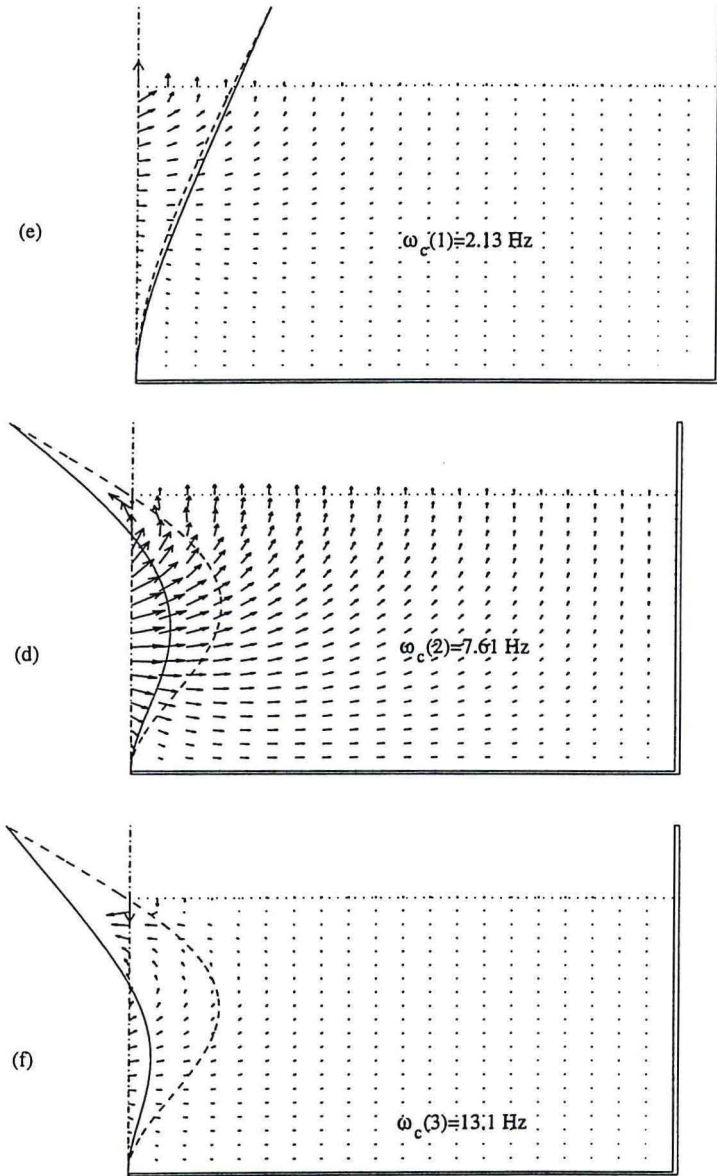 (e)
ω_c(1)=2.13 Hz
(d)
ω_c(2)=7.61 Hz
(f)
ω_c(3)=13.1 Hz